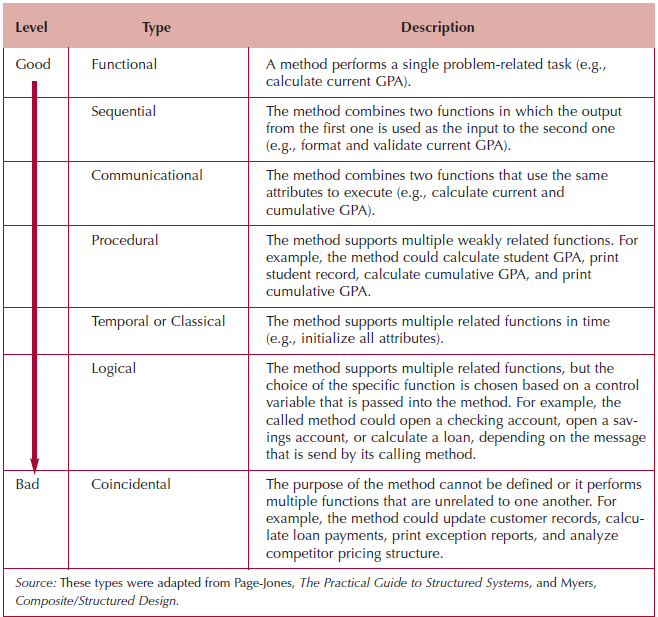 Level Type Description
Good Functional A method performs a single problem-related task (e.g.,
calculate current GPA).
Sequential The method combines two functions in which the output
from the first one is used as the input to the second one
(e.g., format and validate current GPA).
Communicational The method combines two functions that use the same
attributes to execute (e.g., calculate current and
cumulative GPA).
Procedural The method supports multiple weakly related functions. For
example, the method could calculate student GPA, print
student record, calculate cumulative GPA, and print
cumulative GPA.
Temporal or Classical The method supports multiple related functions in time
(e.g., initialize all attributes).
Logical The method supports multiple related functions, but the
choice of the specific function is chosen based on a control
variable that is passed into the method. For example, the
called method could open a checking account, open a sav-
ings account, or calculate a loan, depending on the message
that is send by its calling method.
Bad Coincidental The purpose of the method cannot be defined or it performs
multiple functions that are unrelated to one another. For
example, the method could update customer records, calcu-
late loan payments, print exception reports, and analyze
competitor pricing structure.
Source: These types were adapted from Page-Jones, The Practical Guide to Structured Systems, and Myers,
Composite/Structured Design.